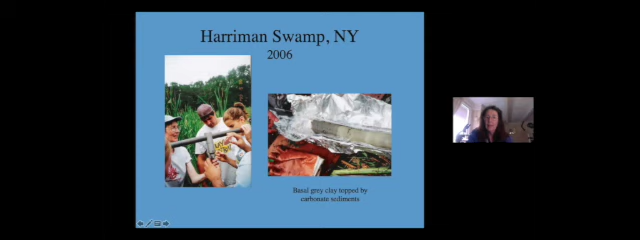 Harriman Swamp, NY
2006
Basal grey clay topped by
carbonate sediments